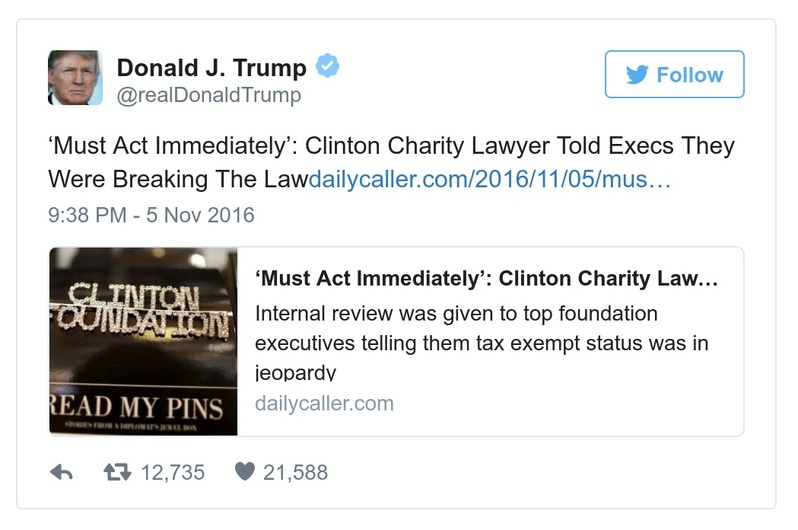 Donald J. Trump
@realDonaldTrump
Follow
‘Must Act Immediately’: Clinton Charity Lawyer Told Execs They
Were Breaking The Lawdailycaller.com/2016/11/05/mus…
9:38 PM - 5 Nov 2016
CLINTON
FOUNDATION
READ MY PINS
STORIES FROM A DIPLOMAT'S JEWEL BOX
‘Must Act Immediately’: Clinton Charity Law…
Internal review was given to top foundation
executives telling them tax exempt status was in
jeopardy
dailycaller.com
12,735 21,588